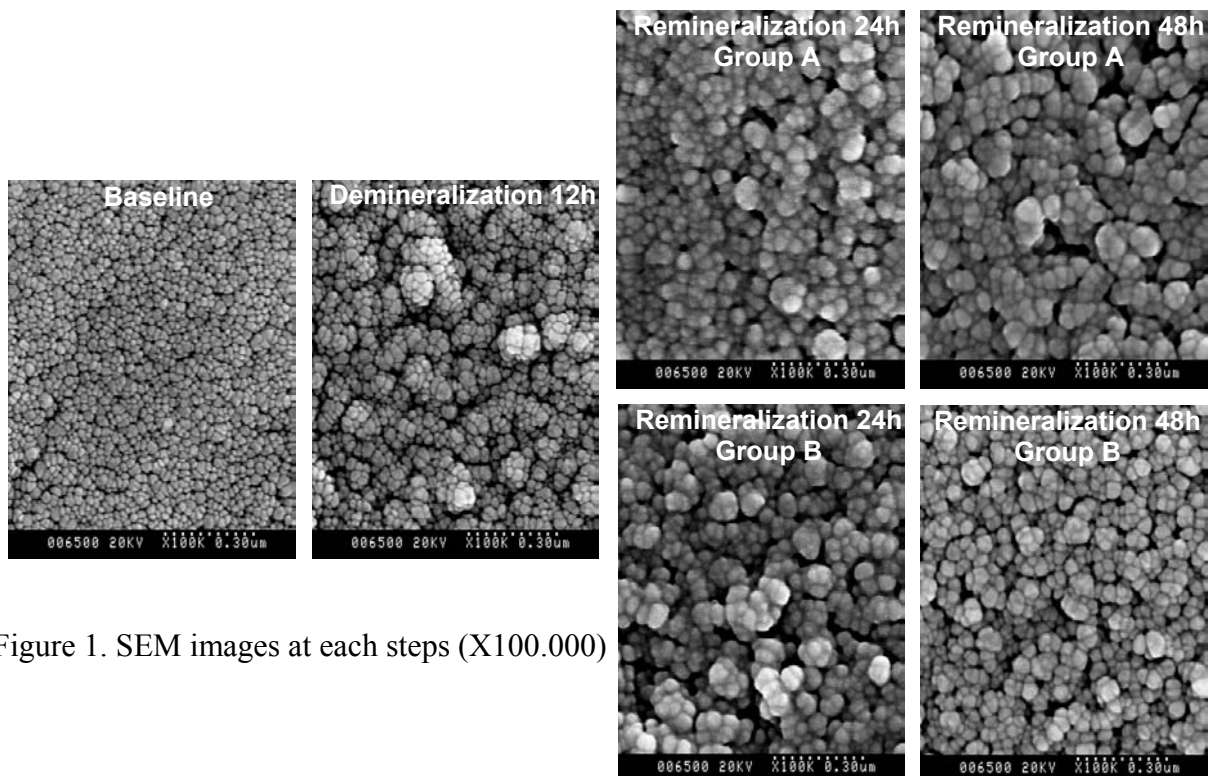 Baseline
006500 20KV X100K 0.30um
Demineralization 12h
006500 20KV X100K 0.30um
Remineralization 24h
Group A
006500 20KV X100K 0.30um
Remineralization 48h
Group A
006500 20KV X100K 0.30um
Remineralization 24h
Group B
006500 20KV X100K 0.30um
Remineralization 48h
Group B
006500 20KV X100K 0.30um
Figure 1. SEM images at each steps (X100.000)